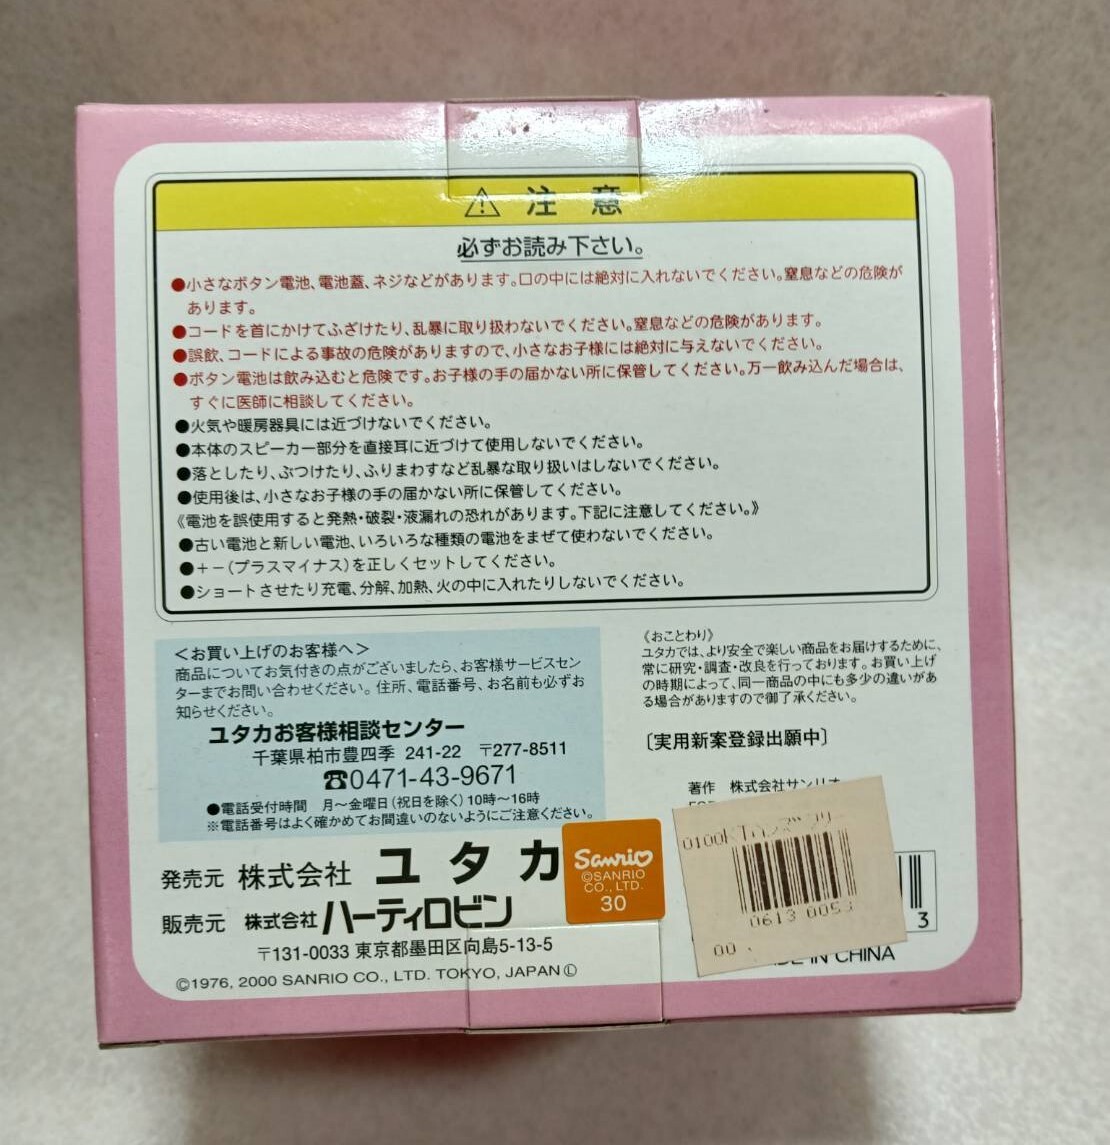 ⚠ 注 意
必ずお読み下さい。
●小さなボタン電池、電池蓋、ネジなどがあります。口の中には絶対に入れないでください。窒息などの危険が
あります。
●コードを首にかけてふざけたり、乱暴に取り扱わないでください。窒息などの危険があります。
●誤飲、コードによる事故の危険がありますので、小さなお子様には絶対に与えないでください。
●ボタン電池は飲み込むと危険です。お子様の手の届かない所に保管してください。万一飲み込んだ場合は、
すぐに医師に相談してください。
●火気や暖房器具には近づけないでください。
●本体のスピーカー部分を直接耳に近づけて使用しないでください。
●落としたり、ぶつけたり、ふりまわすなど乱暴な取り扱いはしないでください。
●使用後は、小さなお子様の手の届かない所に保管してください。
《電池を誤使用すると発熱・破裂・液漏れの恐れがあります。下記に注意してください。》
●古い電池と新しい電池、いろいろな種類の電池をまぜて使わないでください。
●+−(プラスマイナス)を正しくセットしてください。
●ショートさせたり充電、分解、加熱、火の中に入れたりしないでください。
<お買い上げのお客様へ>
商品についてお気付きの点がございましたら、お客様サービスセン
ターまでお問い合わせください。住所、電話番号、お名前も必ずお
知らせください。
ユタカお客様相談センター
千葉県柏市豊四季 241-22 〒277-8511
☎0471-43-9671
●電話受付時間 月〜金曜日(祝日を除く)10時〜16時
※電話番号はよく確かめてお間違いのないようにご注意ください。
《おことわり》
ユタカでは、より安全で楽しい商品をお届けするために、
常に研究・調査・改良を行っております。お買い上げ
の時期によって、同一商品の中にも多少の違いがあ
る場合がありますので御了承ください。
〔実用新案登録出願中〕
著作 株式会社サンリオ
発売元 株式会社 ユタカ
販売元 株式会社ハーティロビン
〒131-0033 東京都墨田区向島5-13-5
©1976, 2000 SANRIO CO., LTD. TOKYO, JAPAN Ⓛ
Sanrio
©SANRIO
CO., LTD.
30
0613 0053
00
3
IN CHINA